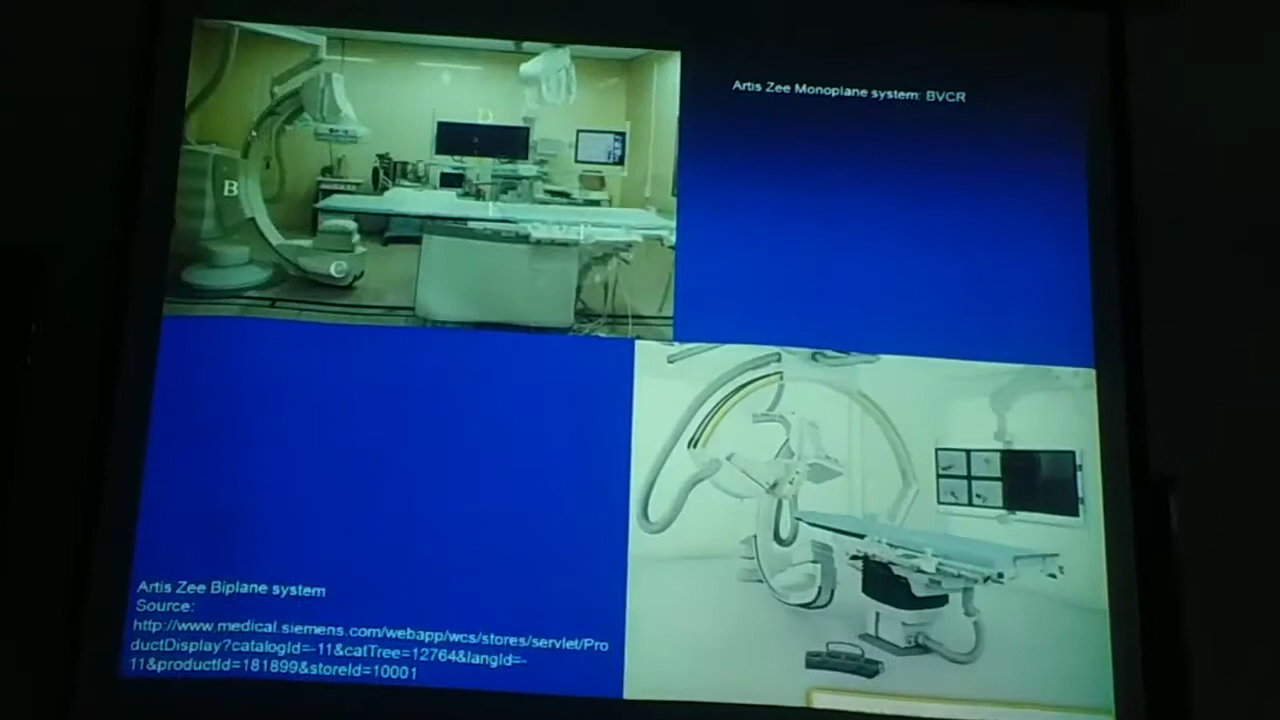 Artis Zee Monoplane system: BVCR
D
B
C
Artis Zee Biplane system
Source:
http://www.medical.siemens.com/webapp/wcs/stores/servlet/Pro
ductDisplay?catalogId=-11&catTree=12764&langId=-
11&productId=181899&storeId=10001